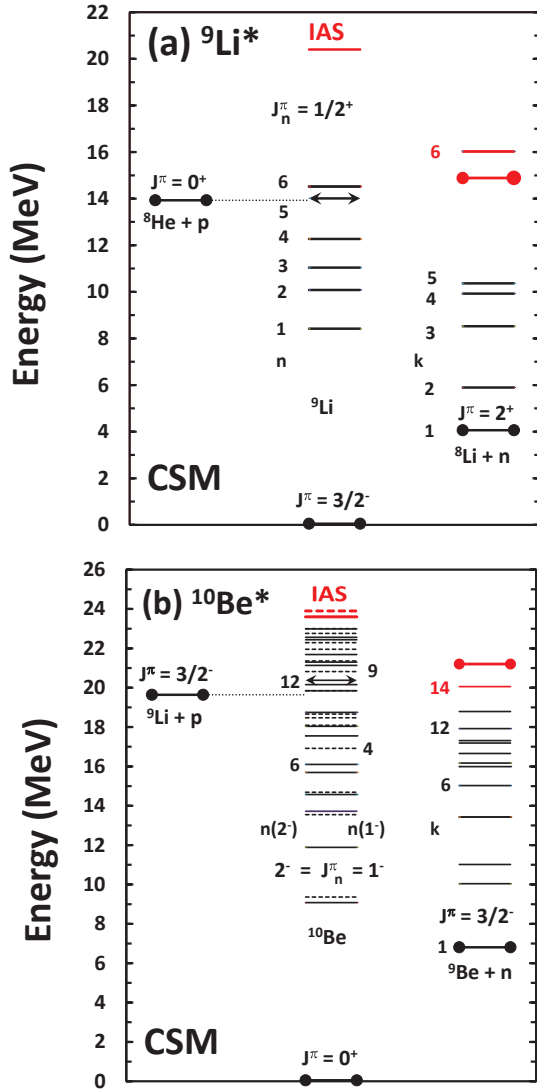 22
20
18
16
14
12
10
8
6
4
2
0
Energy (MeV)
(a) ⁹Li*
IAS
Jπn = 1/2⁺
6
Jπ = 0⁺
6
⁸He + p
5
4
3
5
2
4
1
3
n
k
2
⁹Li
Jπ = 2⁺
1
⁸Li + n
CSM
Jπ = 3/2⁻
26
24
22
20
18
16
14
12
10
8
6
4
2
0
Energy (MeV)
(b) ¹⁰Be*
IAS
Jπ = 3/2⁻
12
9
14
⁹Li + p
12
4
6
6
n(2⁻)
n(1⁻)
k
2⁻ = Jπn = 1⁻
Jπ = 3/2⁻
¹⁰Be
1
⁹Be + n
CSM
Jπ = 0⁺